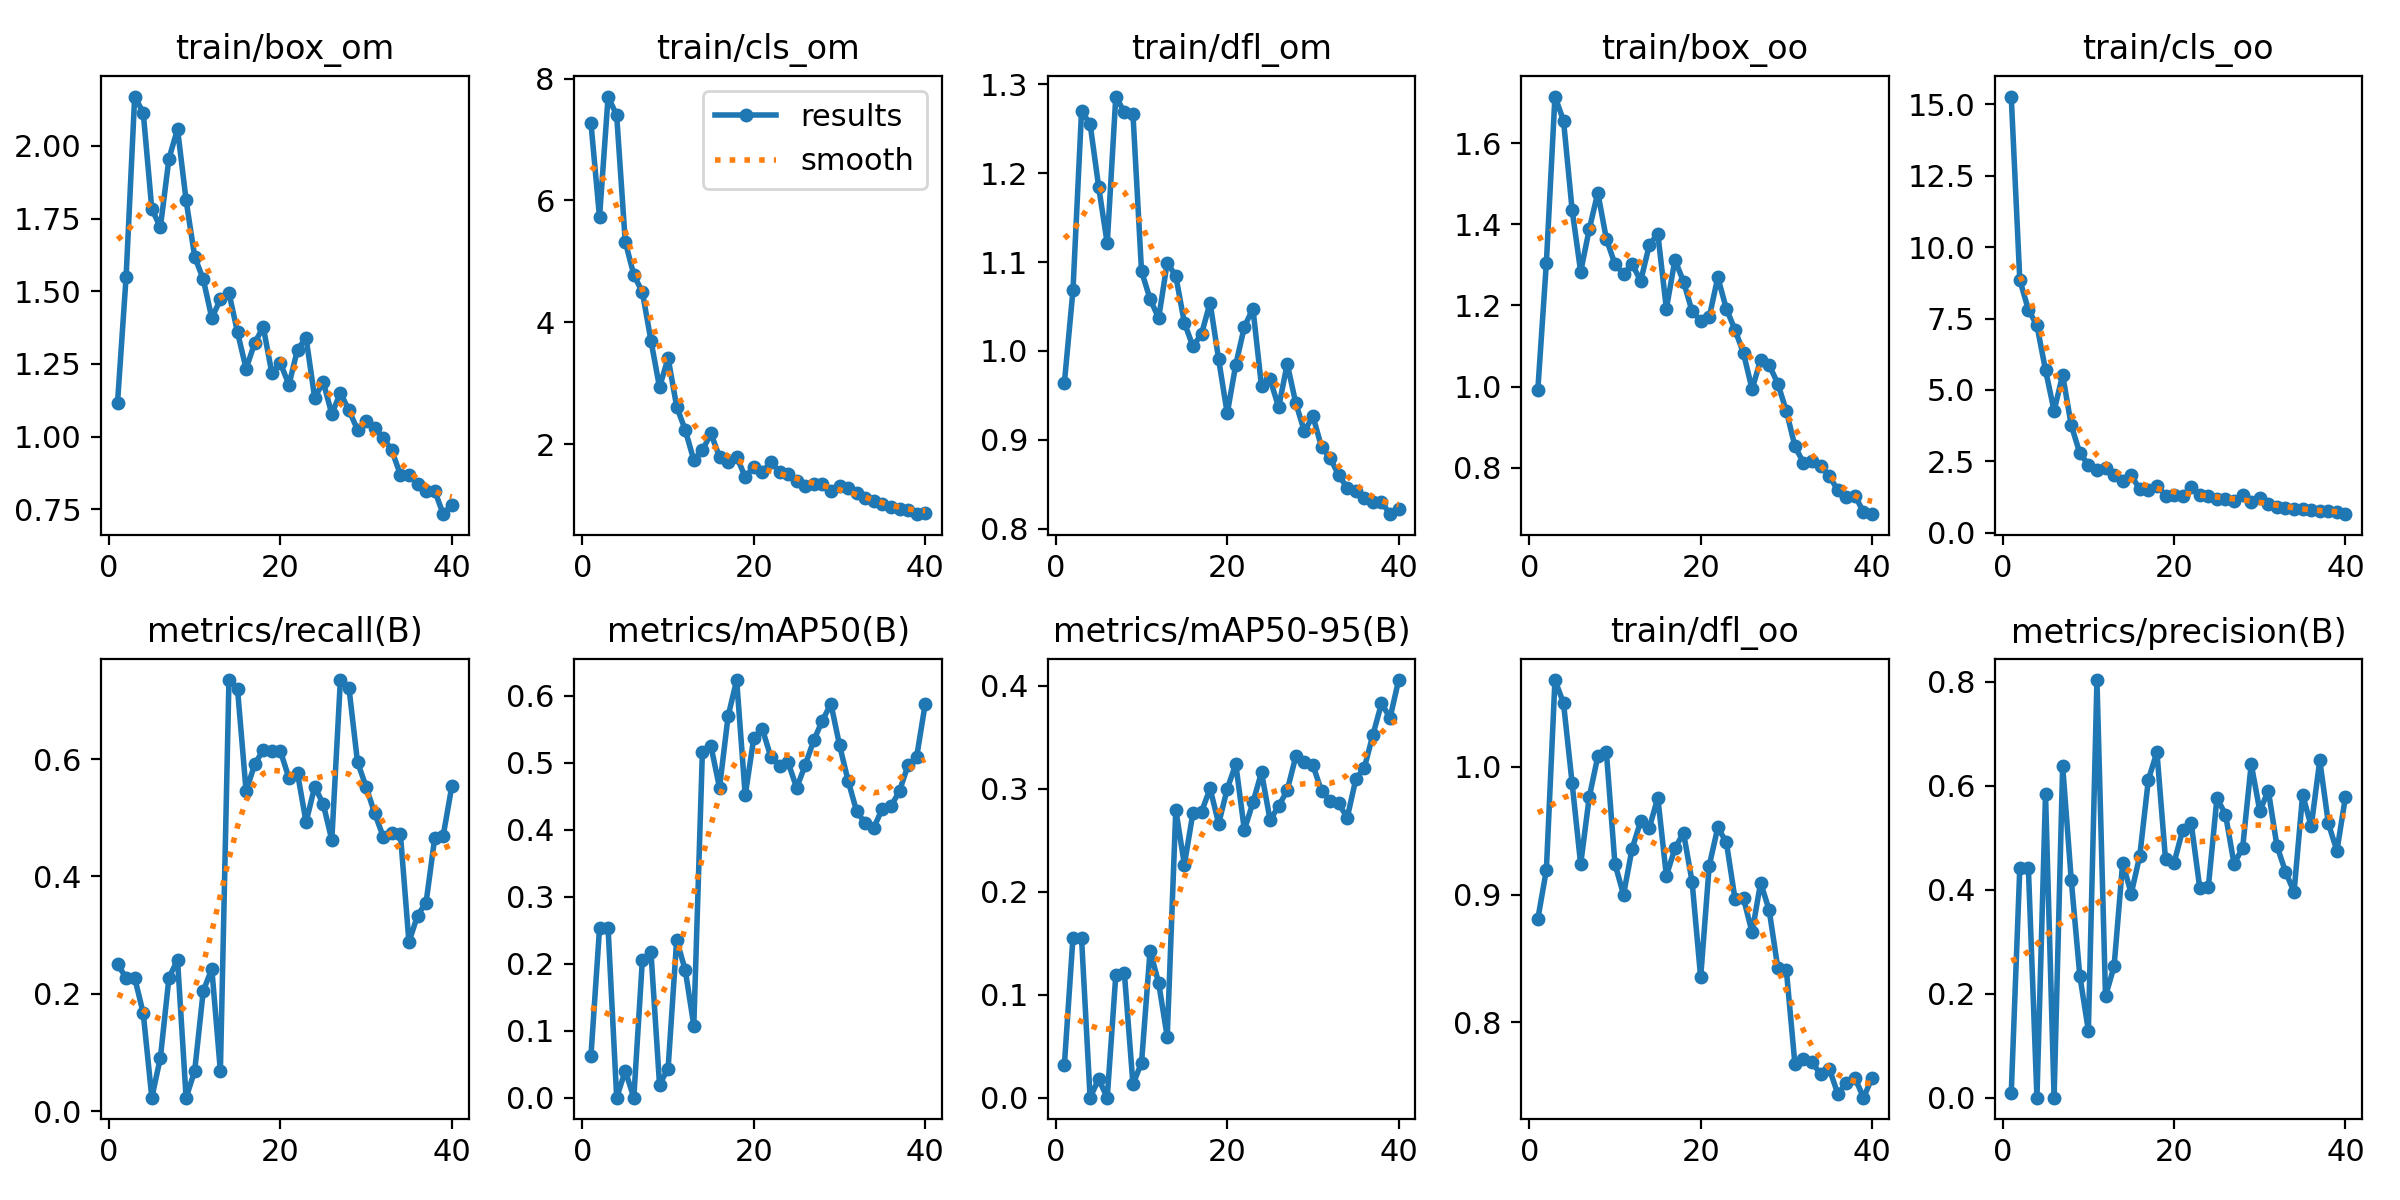 train/box_om
2.00
1.75
1.50
1.25
1.00
0.75
0 20 40
train/cls_om
results
smooth
8
6
4
2
0 20 40
train/dfl_om
1.3
1.2
1.1
1.0
0.9
0.8
0 20 40
train/box_oo
1.6
1.4
1.2
1.0
0.8
0 20 40
train/cls_oo
15.0
12.5
10.0
7.5
5.0
2.5
0.0
0 20 40
metrics/recall(B)
0.6
0.4
0.2
0.0
0 20 40
metrics/mAP50(B)
0.6
0.5
0.4
0.3
0.2
0.1
0.0
0 20 40
metrics/mAP50-95(B)
0.4
0.3
0.2
0.1
0.0
0 20 40
train/dfl_oo
1.0
0.9
0.8
0 20 40
metrics/precision(B)
0.8
0.6
0.4
0.2
0.0
0 20 40